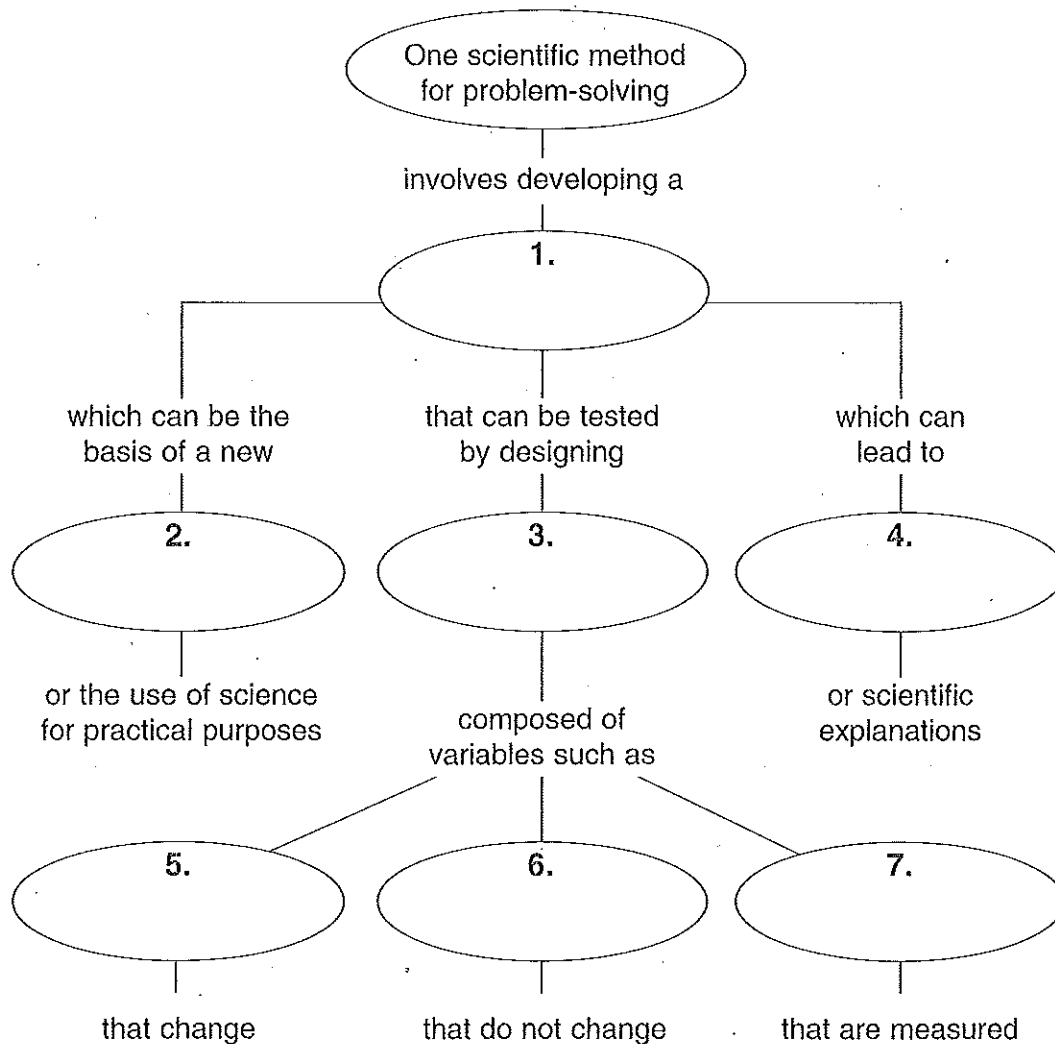 One scientific method
for problem-solving
involves developing a
1.
which can be the
basis of a new
that can be tested
by designing
which can
lead to
2.
3.
4.
or the use of science
for practical purposes
composed of
variables such as
or scientific
explanations
5.
6.
7.
that change
that do not change
that are measured